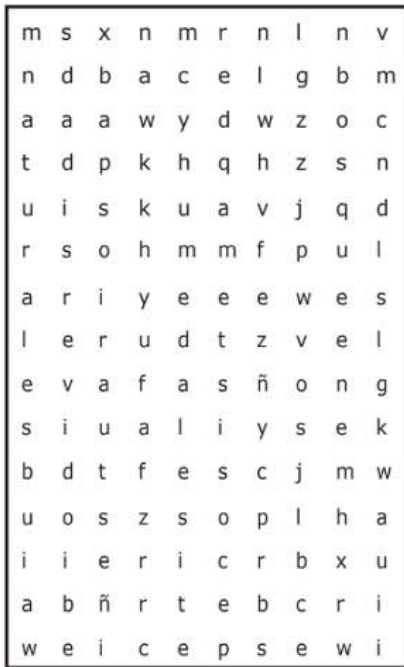 m s x n m r n l n v
n d b a c e l g b m
a a a w y d w z o c
t d p k h q h z s n
u i s k u a v j q d
r s o h m m f p u l
a r i y e e e w e s
l e r u d t z v e l
e v a f a s ñ o n g
s i u a l i y s e k
b d t f e s c j m w
u o s z s o p l h a
i i e r i c r b x u
a b ñ r t e b c r i
w e i c e p s e w i